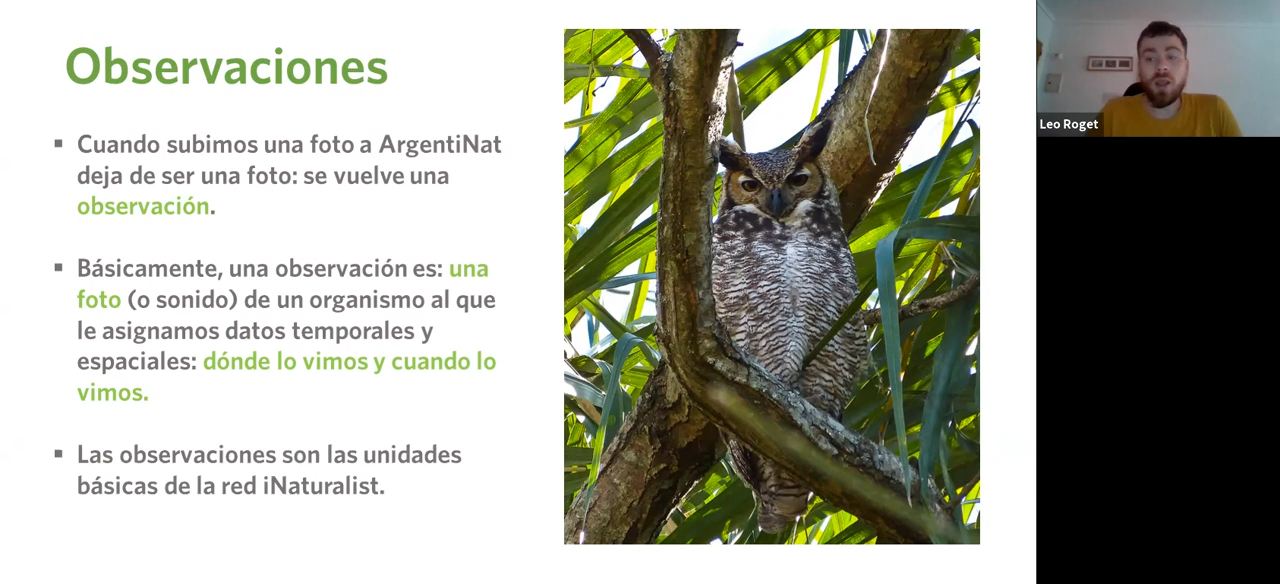 Observaciones
Cuando subimos una foto a ArgentiNat
deja de ser una foto: se vuelve una
observación.
Básicamente, una observación es: una
foto (o sonido) de un organismo al que
le asignamos datos temporales y
espaciales: dónde lo vimos y cuando lo
vimos.
Las observaciones son las unidades
básicas de la red iNaturalist.
Leo Roget